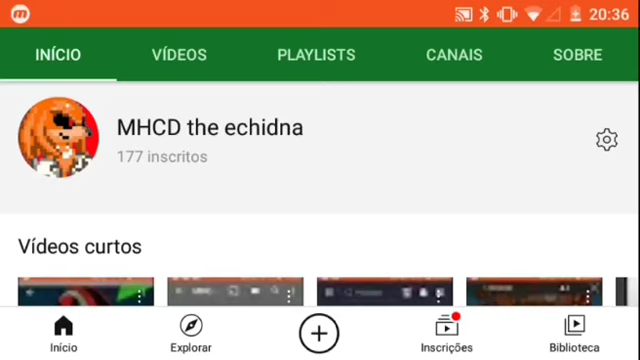 20:36
INÍCIO VÍDEOS PLAYLISTS CANAIS SOBRE
MHCD the echidna
177 inscritos
Vídeos curtos
Início Explorar Inscrições Biblioteca